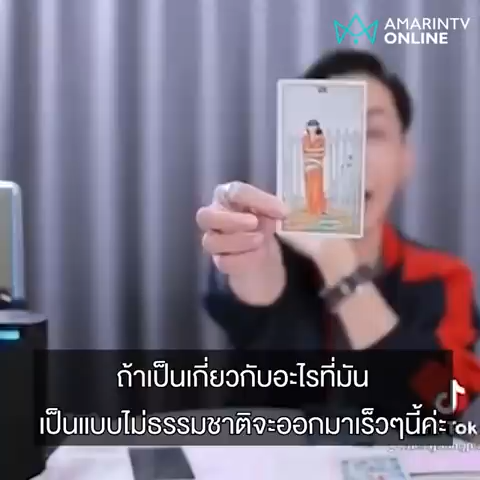 AMARINTV
ONLINE
VIII
ถ้าเป็นเกี่ยวกับอะไรที่มัน
เป็นแบบไม่ธรรมชาติจะออกมาเร็วๆนี้ค่ะ